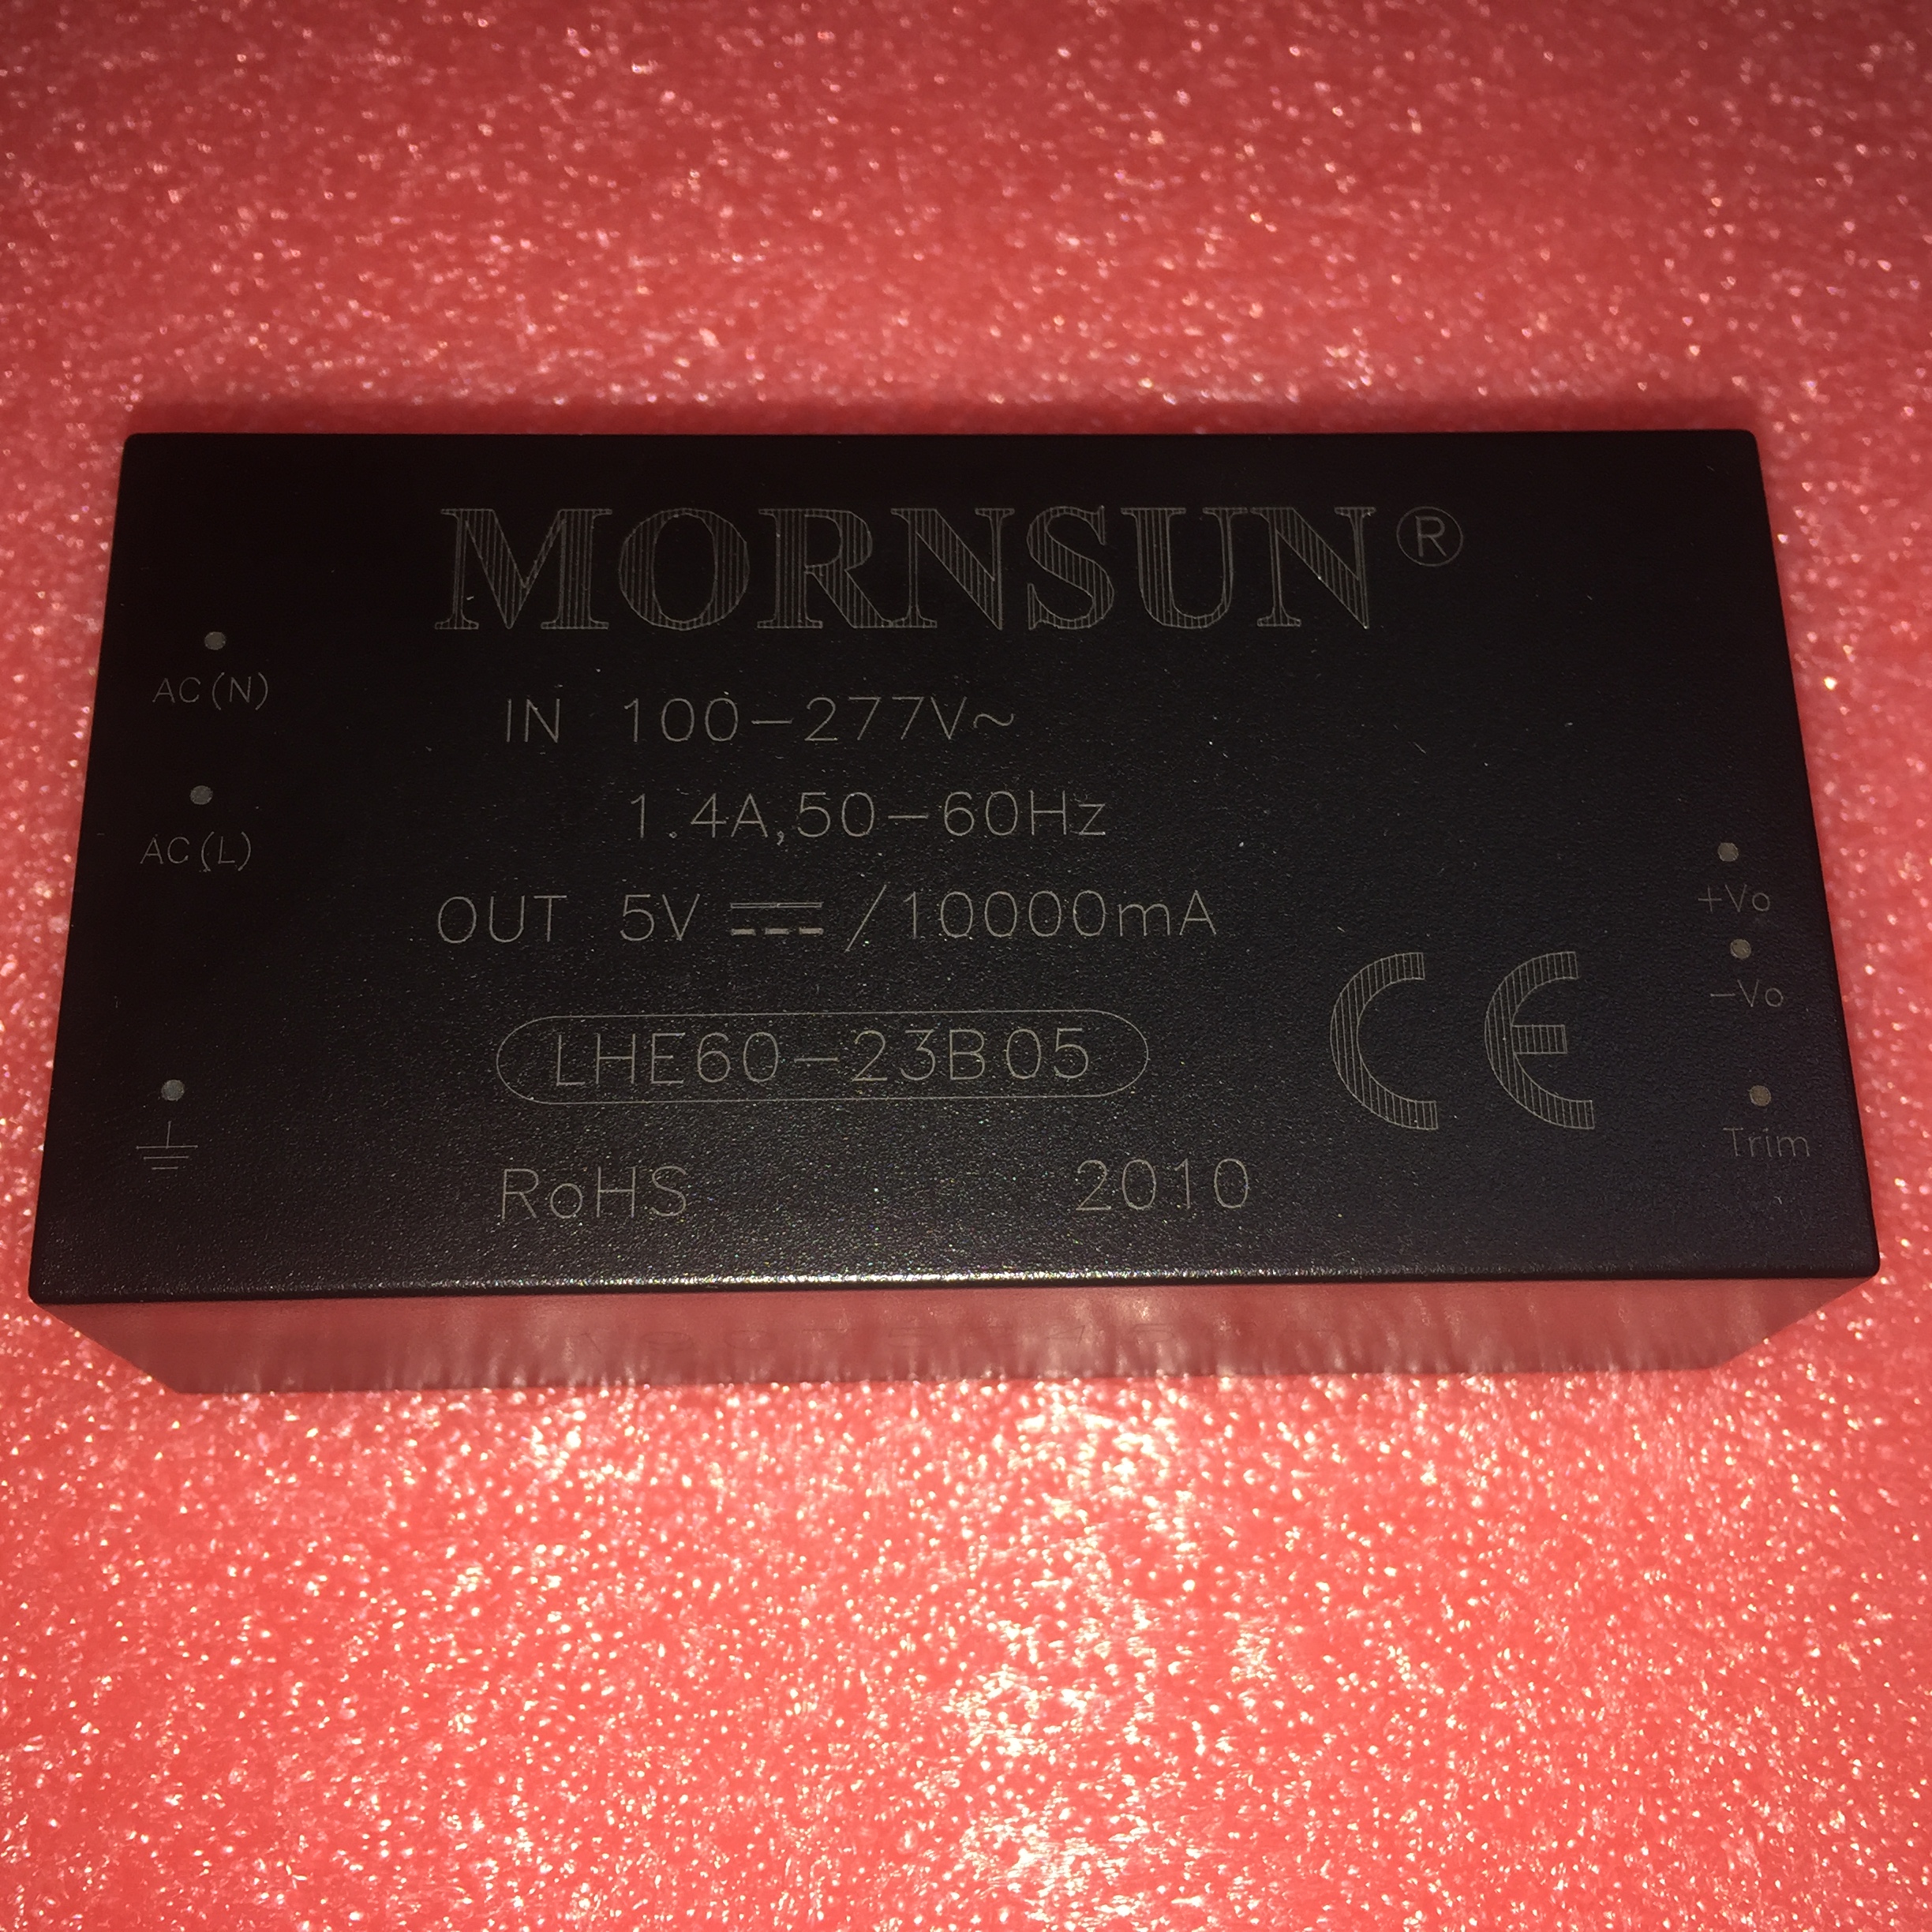 MORNSUN®
AC(N)
IN 100-277V~
1.4A,50-60Hz
AC(L)
OUT 5V ⎓ /10000mA
+Vo
-Vo
LHE60-23B05
CE
Trim
RoHS 2010